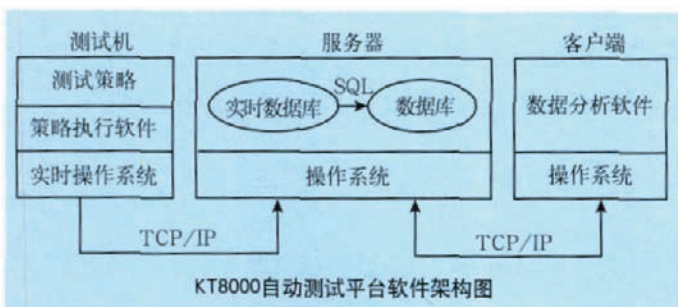 测试机
服务器
客户端
测试策略
策略执行软件
实时操作系统
实时数据库
SQL
数据库
操作系统
数据分析软件
操作系统
TCP/IP
TCP/IP
KT8000自动测试平台软件架构图